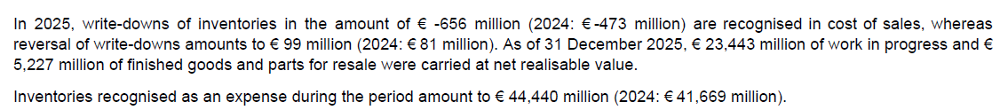 In 2025, write-downs of inventories in the amount of € -656 million (2024: €-473 million) are recognised in cost of sales, whereas
reversal of write-downs amounts to € 99 million (2024: € 81 million). As of 31 December 2025, € 23,443 million of work in progress and €
5,227 million of finished goods and parts for resale were carried at net realisable value.
Inventories recognised as an expense during the period amount to € 44,440 million (2024: € 41,669 million).